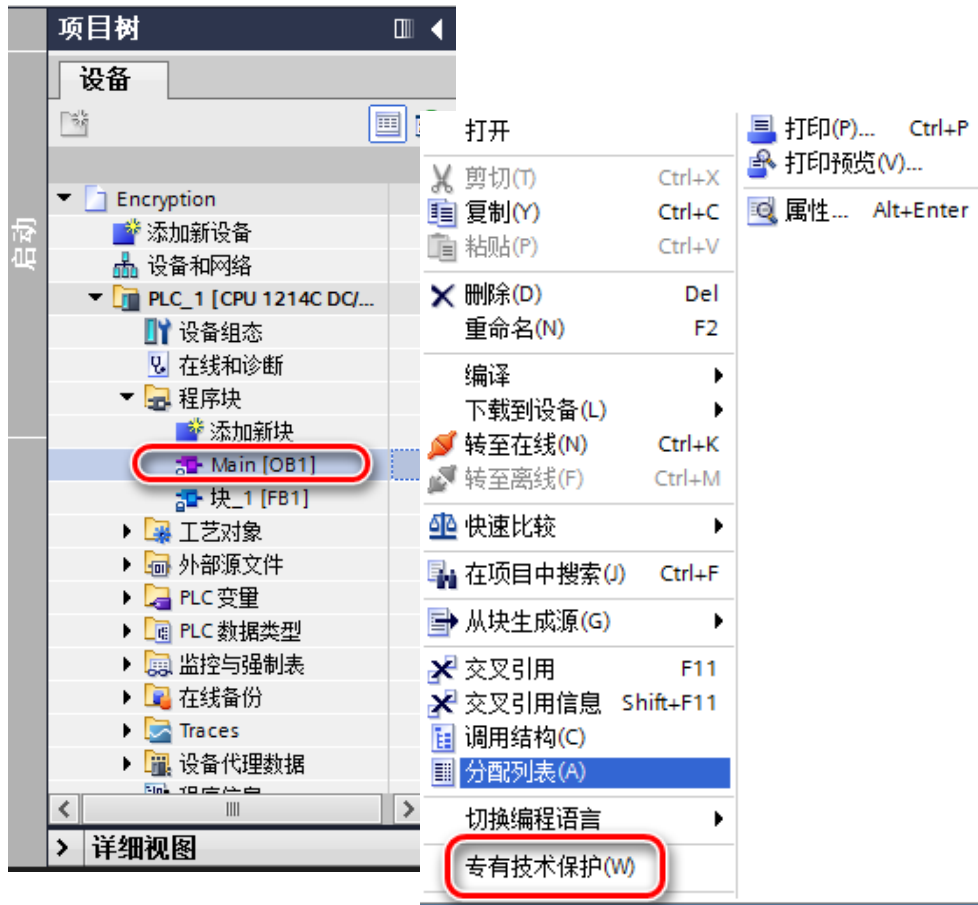 项目树
设备
启动
Encryption
添加新设备
设备和网络
PLC_1 [CPU 1214C DC/...
设备组态
在线和诊断
程序块
添加新块
Main [OB1]
块_1 [FB1]
工艺对象
外部源文件
PLC 变量
PLC 数据类型
监控与强制表
在线备份
Traces
设备代理数据
程序信息
详细视图
打开
剪切(T) Ctrl+X
复制(Y) Ctrl+C
粘贴(P) Ctrl+V
删除(D) Del
重命名(N) F2
编译
下载到设备(L)
转至在线(N) Ctrl+K
转至离线(F) Ctrl+M
快速比较
在项目中搜索(J) Ctrl+F
从块生成源(G)
交叉引用 F11
交叉引用信息 Shift+F11
调用结构(C)
分配列表(A)
切换编程语言
专有技术保护(W)
打印(P)... Ctrl+P
打印预览(V)...
属性... Alt+Enter